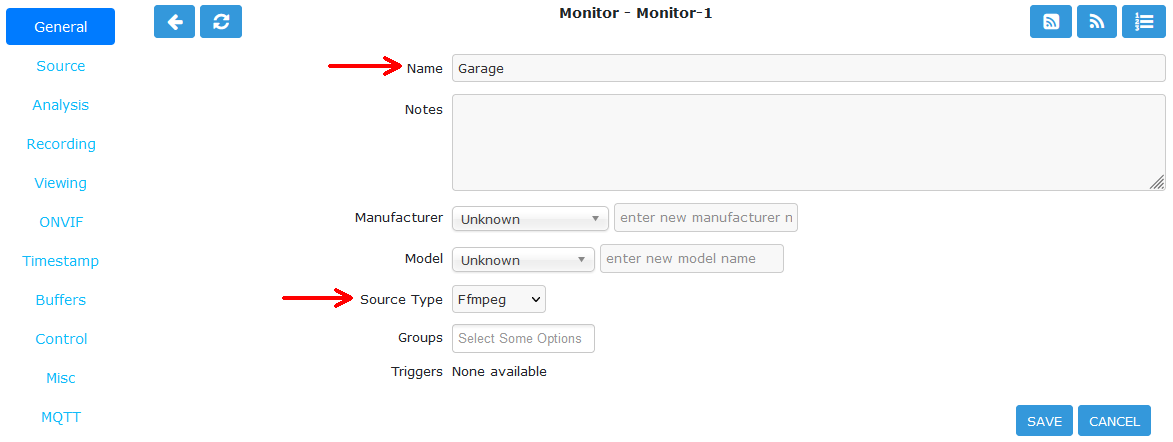 Monitor - Monitor-1
General
Source
Analysis
Recording
Viewing
ONVIF
Timestamp
Buffers
Control
Misc
MQTT
Name Garage
Notes
Manufacturer Unknown enter new manufacturer n
Model Unknown enter new model name
Source Type Ffmpeg
Groups Select Some Options
Triggers None available
SAVE CANCEL